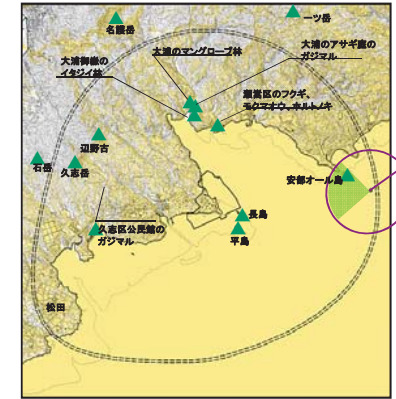 名護岳
一ツ岳
大浦のマングローブ林
大浦のアサギ庭の
ガジマル
大浦御嶽の
イタジイ林
瀬嵩区のフクギ、
モクマオウ、ホルトノキ
辺野古
石岳
久志岳
安部オール島
久志区公民館の
ガジマル
長島
平島
松田